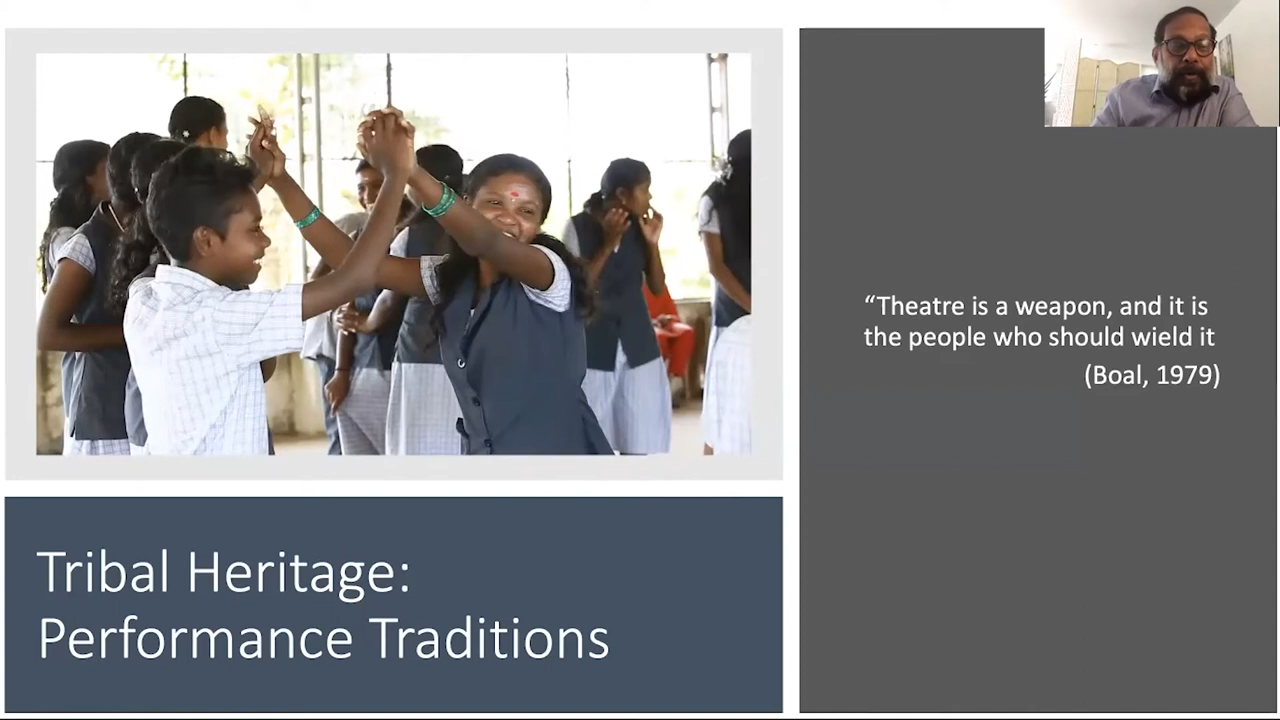 “Theatre is a weapon, and it is
the people who should wield it
(Boal, 1979)
Tribal Heritage:
Performance Traditions